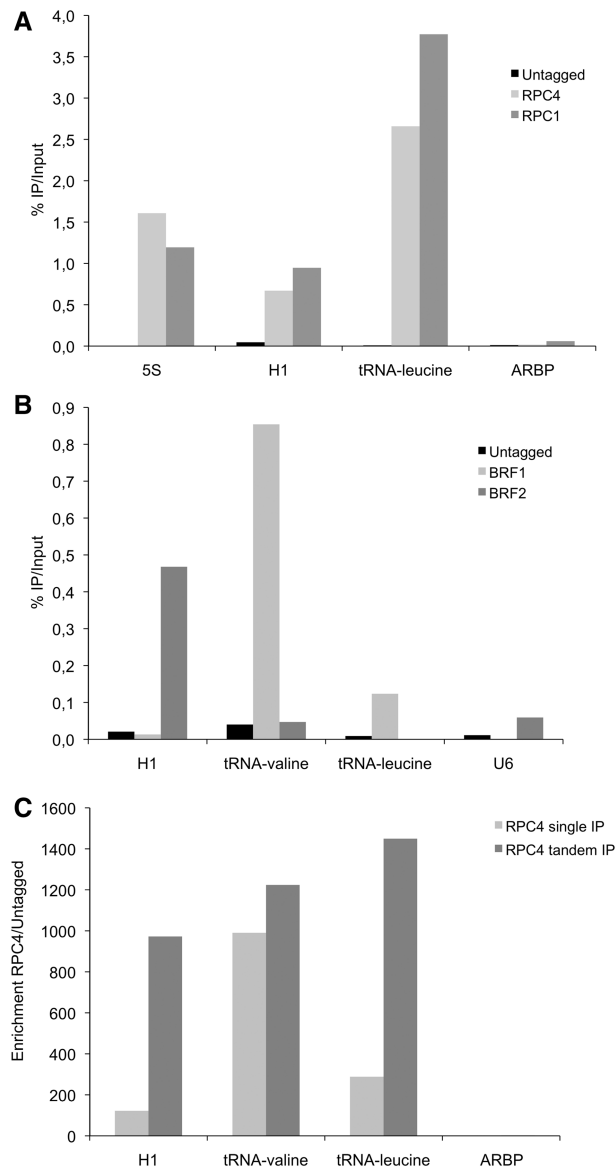 A
4,0
3,5
3,0
2,5
2,0
1,5
1,0
0,5
0,0
% IP/Input
Untagged
RPC4
RPC1
5S H1 tRNA-leucine ARBP
B
0,9
0,8
0,7
0,6
0,5
0,4
0,3
0,2
0,1
0,0
% IP/Input
Untagged
BRF1
BRF2
H1 tRNA-valine tRNA-leucine U6
C
1600
1400
1200
1000
800
600
400
200
0
Enrichment RPC4/Untagged
RPC4 single IP
RPC4 tandem IP
H1 tRNA-valine tRNA-leucine ARBP